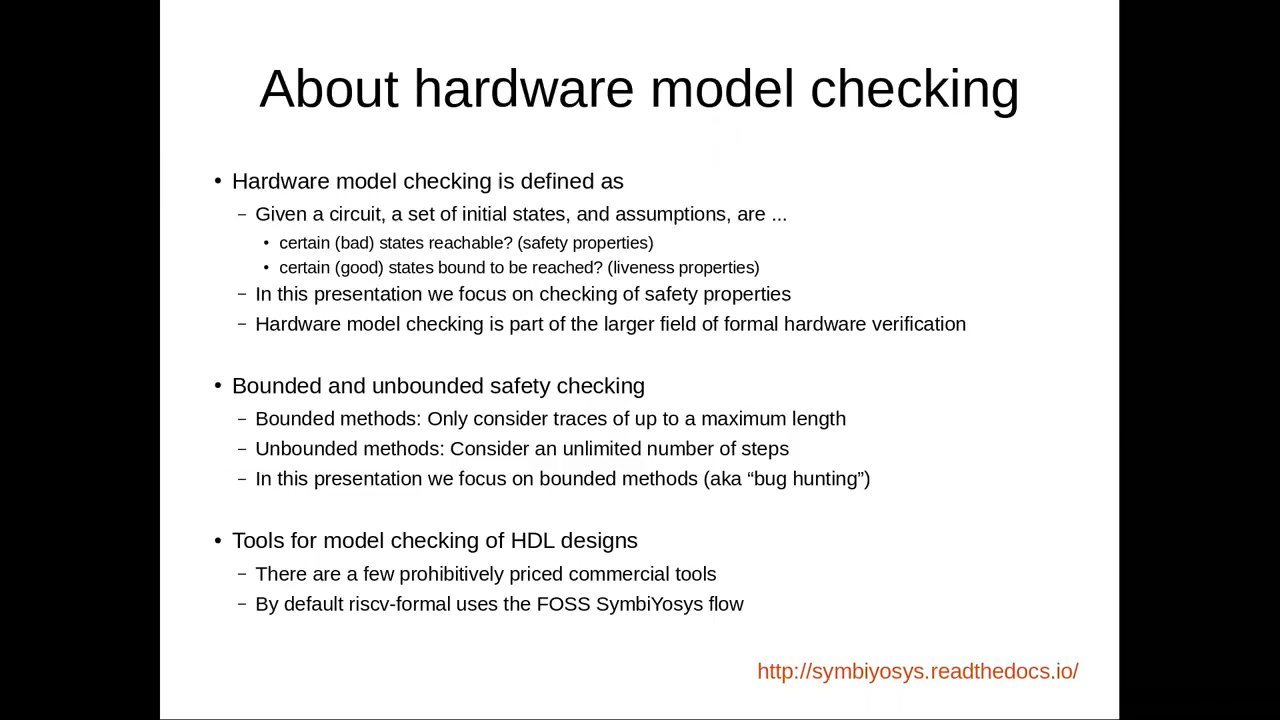 About hardware model checking
• Hardware model checking is defined as
– Given a circuit, a set of initial states, and assumptions, are ...
• certain (bad) states reachable? (safety properties)
• certain (good) states bound to be reached? (liveness properties)
– In this presentation we focus on checking of safety properties
– Hardware model checking is part of the larger field of formal hardware verification
• Bounded and unbounded safety checking
– Bounded methods: Only consider traces of up to a maximum length
– Unbounded methods: Consider an unlimited number of steps
– In this presentation we focus on bounded methods (aka “bug hunting”)
• Tools for model checking of HDL designs
– There are a few prohibitively priced commercial tools
– By default riscv-formal uses the FOSS SymbiYosys flow
http://symbiyosys.readthedocs.io/